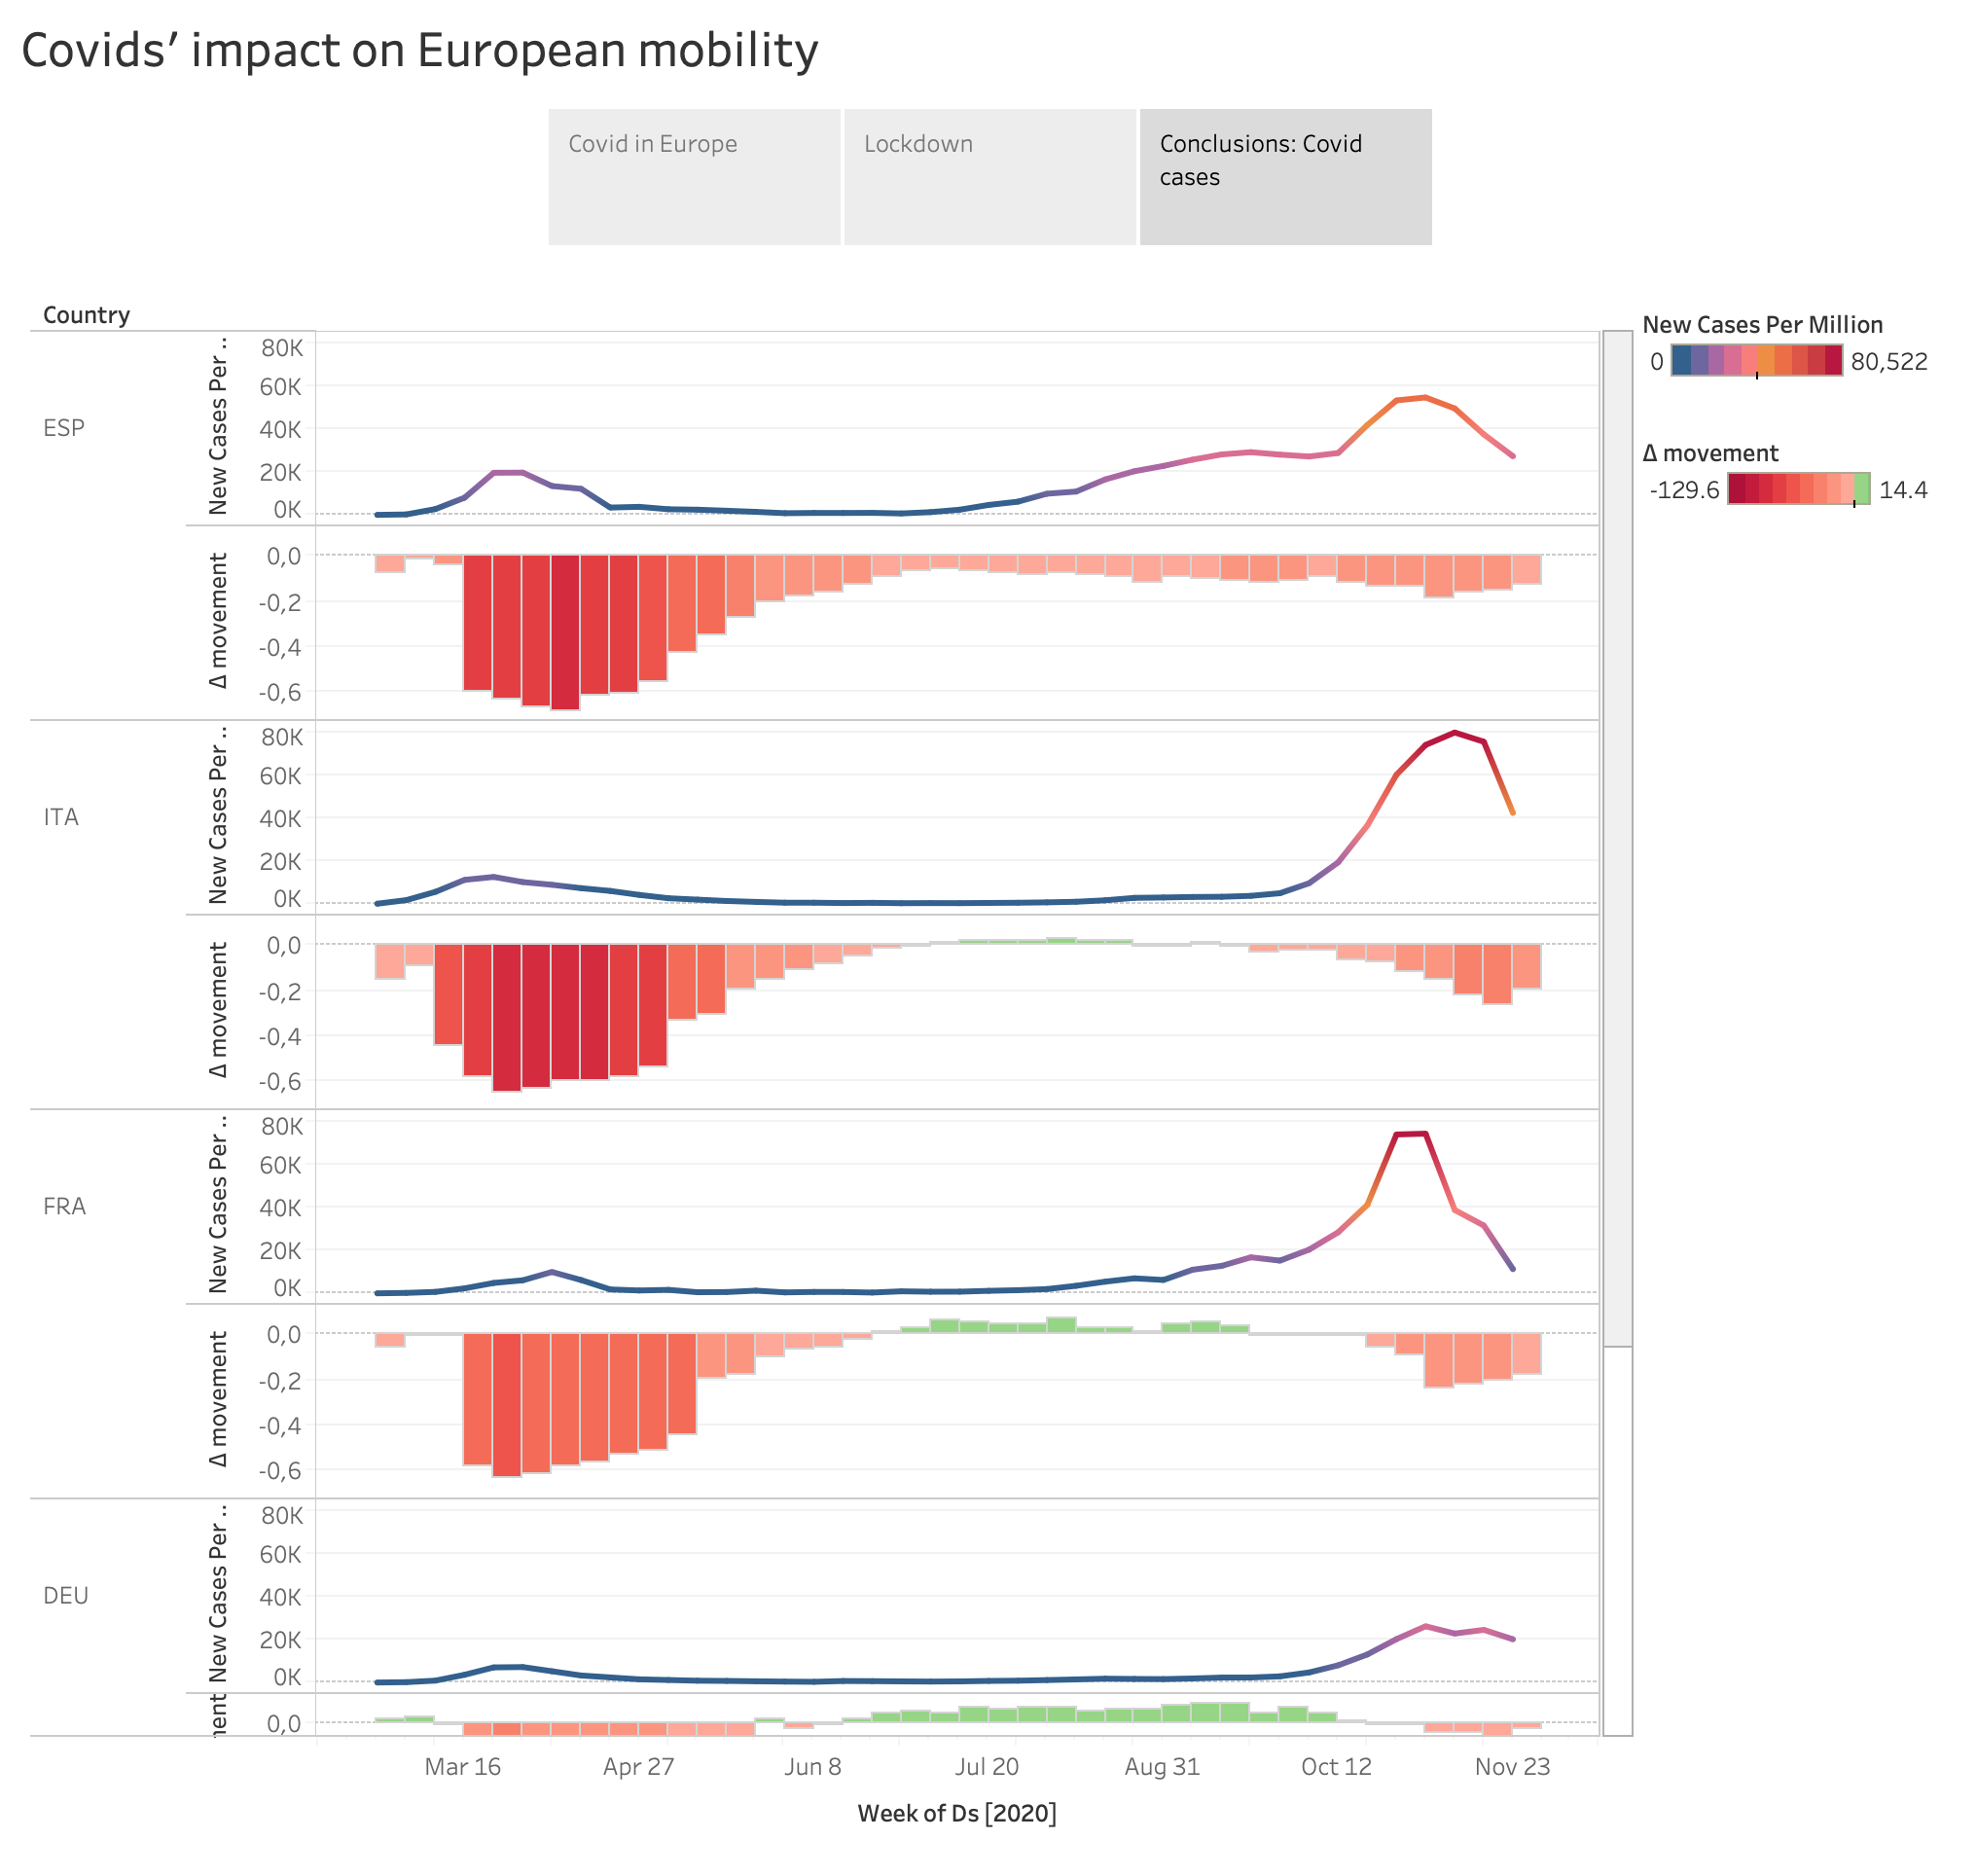 Covids’ impact on European mobility
Covid in Europe
Lockdown
Conclusions: Covid
cases
Country
New Cases Per Million
0
80,522
Δ movement
-129.6
14.4
ESP
New Cases Per ..
80K
60K
40K
20K
0K
Δ movement
0,0
-0,2
-0,4
-0,6
ITA
New Cases Per ..
80K
60K
40K
20K
0K
Δ movement
0,0
-0,2
-0,4
-0,6
FRA
New Cases Per ..
80K
60K
40K
20K
0K
Δ movement
0,0
-0,2
-0,4
-0,6
DEU
New Cases Per ..
80K
60K
40K
20K
0K
0,0
Mar 16 Apr 27 Jun 8 Jul 20 Aug 31 Oct 12 Nov 23
Week of Ds [2020]